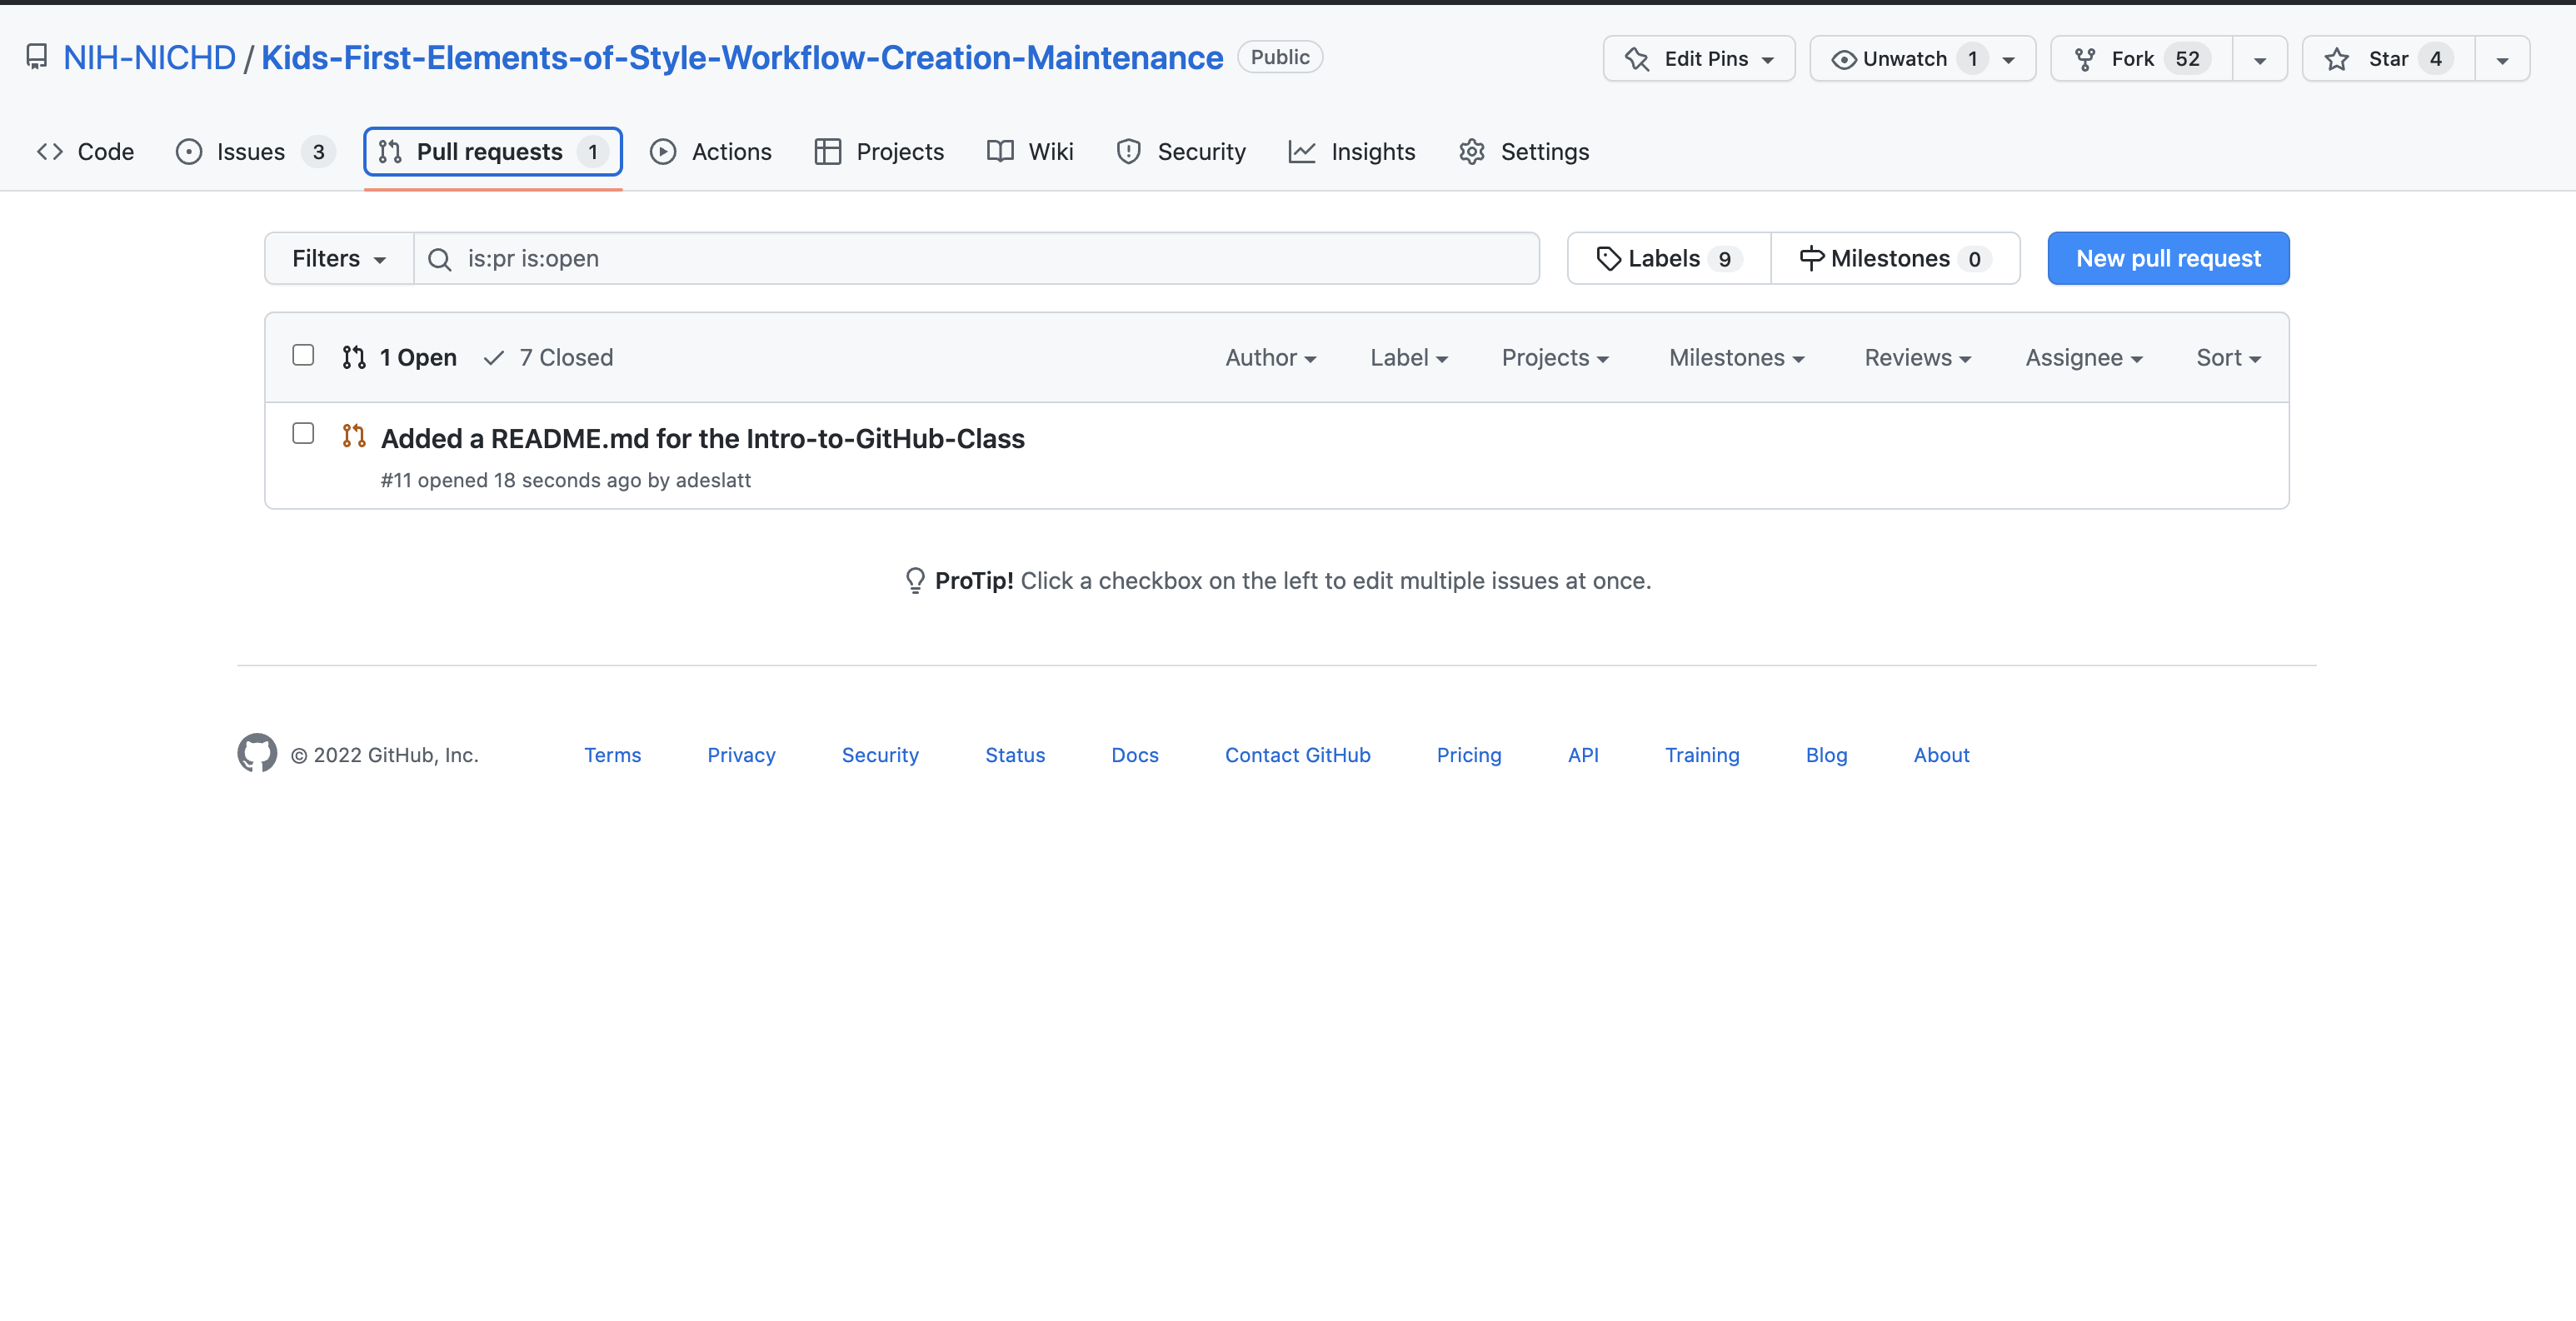 NIH-NICHD / Kids-First-Elements-of-Style-Workflow-Creation-Maintenance Public Edit Pins Unwatch 1 Fork 52 Star 4
Code Issues 3 Pull requests 1 Actions Projects Wiki Security Insights Settings
Filters is:pr is:open Labels 9 Milestones 0 New pull request
1 Open 7 Closed Author Label Projects Milestones Reviews Assignee Sort
Added a README.md for the Intro-to-GitHub-Class
#11 opened 18 seconds ago by adeslatt
ProTip! Click a checkbox on the left to edit multiple issues at once.
© 2022 GitHub, Inc. Terms Privacy Security Status Docs Contact GitHub Pricing API Training Blog About